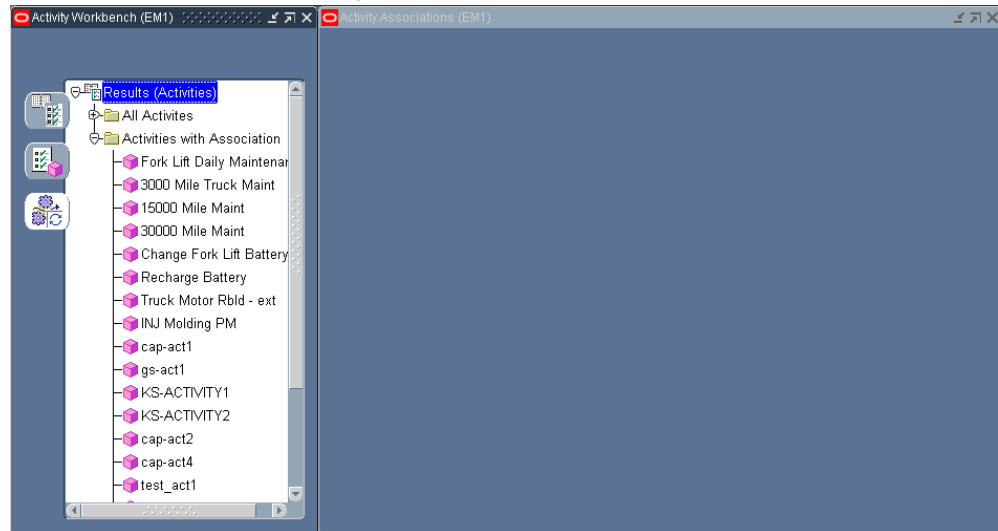 Activity Workbench (EM1)
Activity Associations (EM1)
Results (Activities)
All Activites
Activities with Association
Fork Lift Daily Maintenar
3000 Mile Truck Maint
15000 Mile Maint
30000 Mile Maint
Change Fork Lift Battery
Recharge Battery
Truck Motor Rbld - ext
INJ Molding PM
cap-act1
gs-act1
KS-ACTIVITY1
KS-ACTIVITY2
cap-act2
cap-act4
test_act1